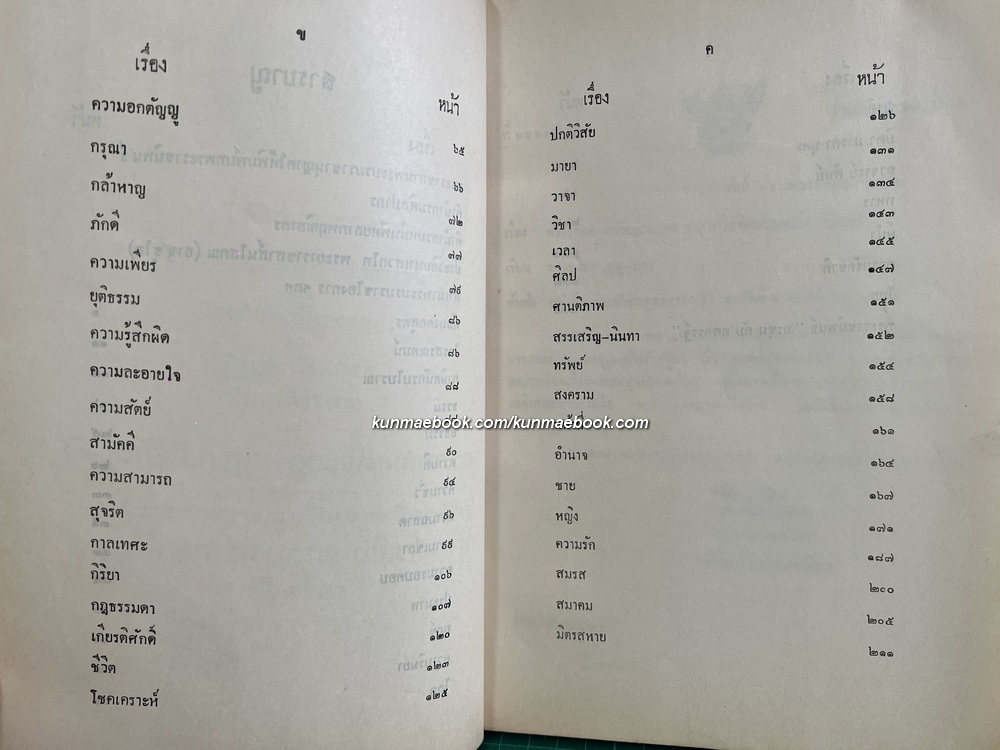 ข
เรื่อง หน้า
ความอกตัญญู ๖๕
กรุณา ๖๖
กล้าหาญ ๗๒
ภักดี ๗๗
ความเพียร ๗๙
ยุติธรรม ๘๖
ความรู้สึกผิด ๘๖
ความละอายใจ ๘๘
ความสัตย์
สามัคคี ๙๐
ความสามารถ ๙๔
สุจริต ๙๖
กาลเทศะ ๙๙
กิริยา ๑๐๖
กฎธรรมดา ๑๐๗
เกียรติศักดิ์ ๑๒๐
ชีวิต ๑๒๓
โชคเคราะห์ ๑๒๕
ค
เรื่อง หน้า
ปกติวิสัย ๑๒๖
มายา ๑๓๑
วาจา ๑๓๔
วิชา ๑๔๓
เวลา ๑๔๕
ศิลป ๑๔๗
ศานติภาพ ๑๕๑
สรรเสริญ–นินทา ๑๕๒
ทรัพย์ ๑๕๔
สงคราม ๑๕๘
๑๖๑
อำนาจ ๑๖๔
ชาย ๑๖๗
หญิง ๑๗๑
ความรัก ๑๘๗
สมรส ๒๐๐
สมาคม ๒๐๕
มิตรสหาย ๒๑๑
kunmaebook.com/kunmaebook.com